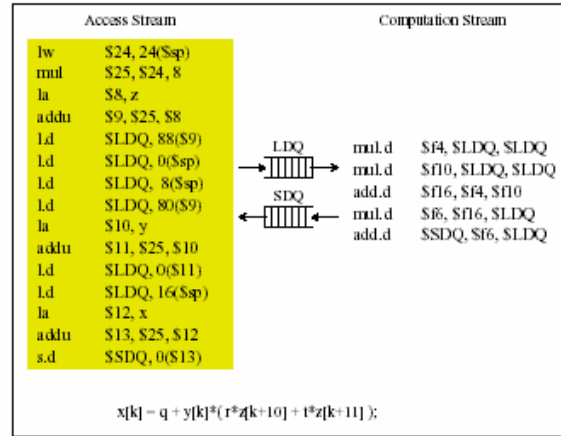 Access Stream
Computation Stream
lw $24, 24($sp)
mul $25, $24, 8
la $8, z
addu $9, $25, $8
l.d $LDQ, 88($9)
l.d $LDQ, 0($sp)
l.d $LDQ, 8($sp)
l.d $LDQ, 80($9)
la $10, y
addu $11, $25, $10
l.d $LDQ, 0($11)
l.d $LDQ, 16($sp)
la $12, x
addu $13, $25, $12
s.d $SDQ, 0($13)
LDQ
SDQ
mul.d $f4, $LDQ, $LDQ
mul.d $f10, $LDQ, $LDQ
add.d $f16, $f4, $f10
mul.d $f6, $f16, $LDQ
add.d $SDQ, $f6, $LDQ
x[k] = q + y[k]*( r*z[k+10] + t*z[k+11] );